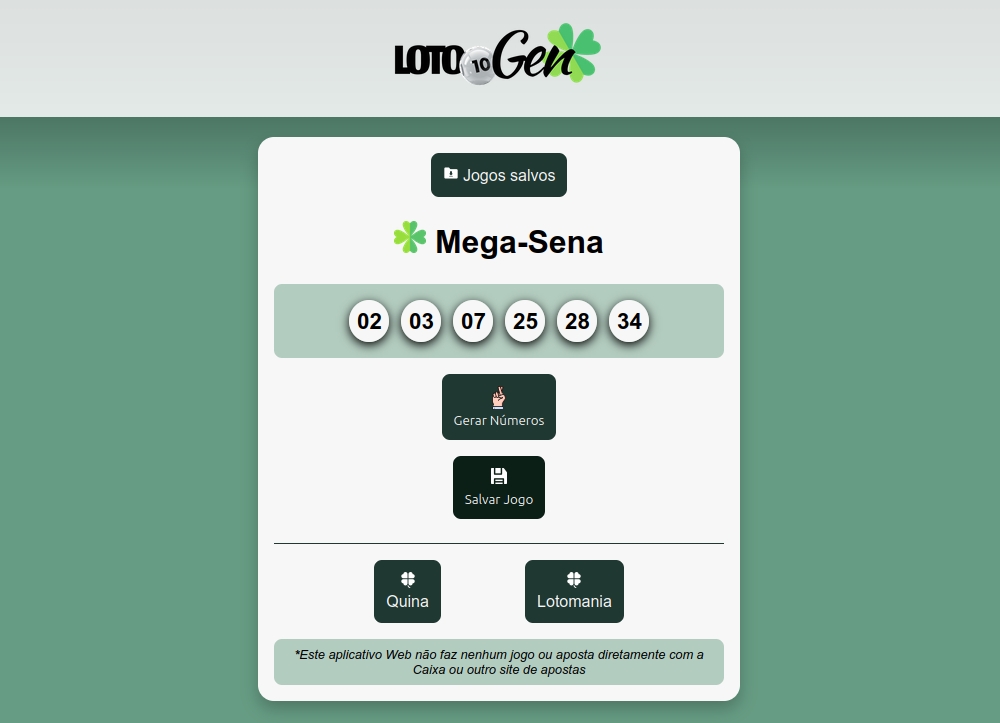 LOTO 10 Gen
Jogos salvos
Mega-Sena
02 03 07 25 28 34
Gerar Números
Salvar Jogo
Quina Lotomania
*Este aplicativo Web não faz nenhum jogo ou aposta diretamente com a
Caixa ou outro site de apostas